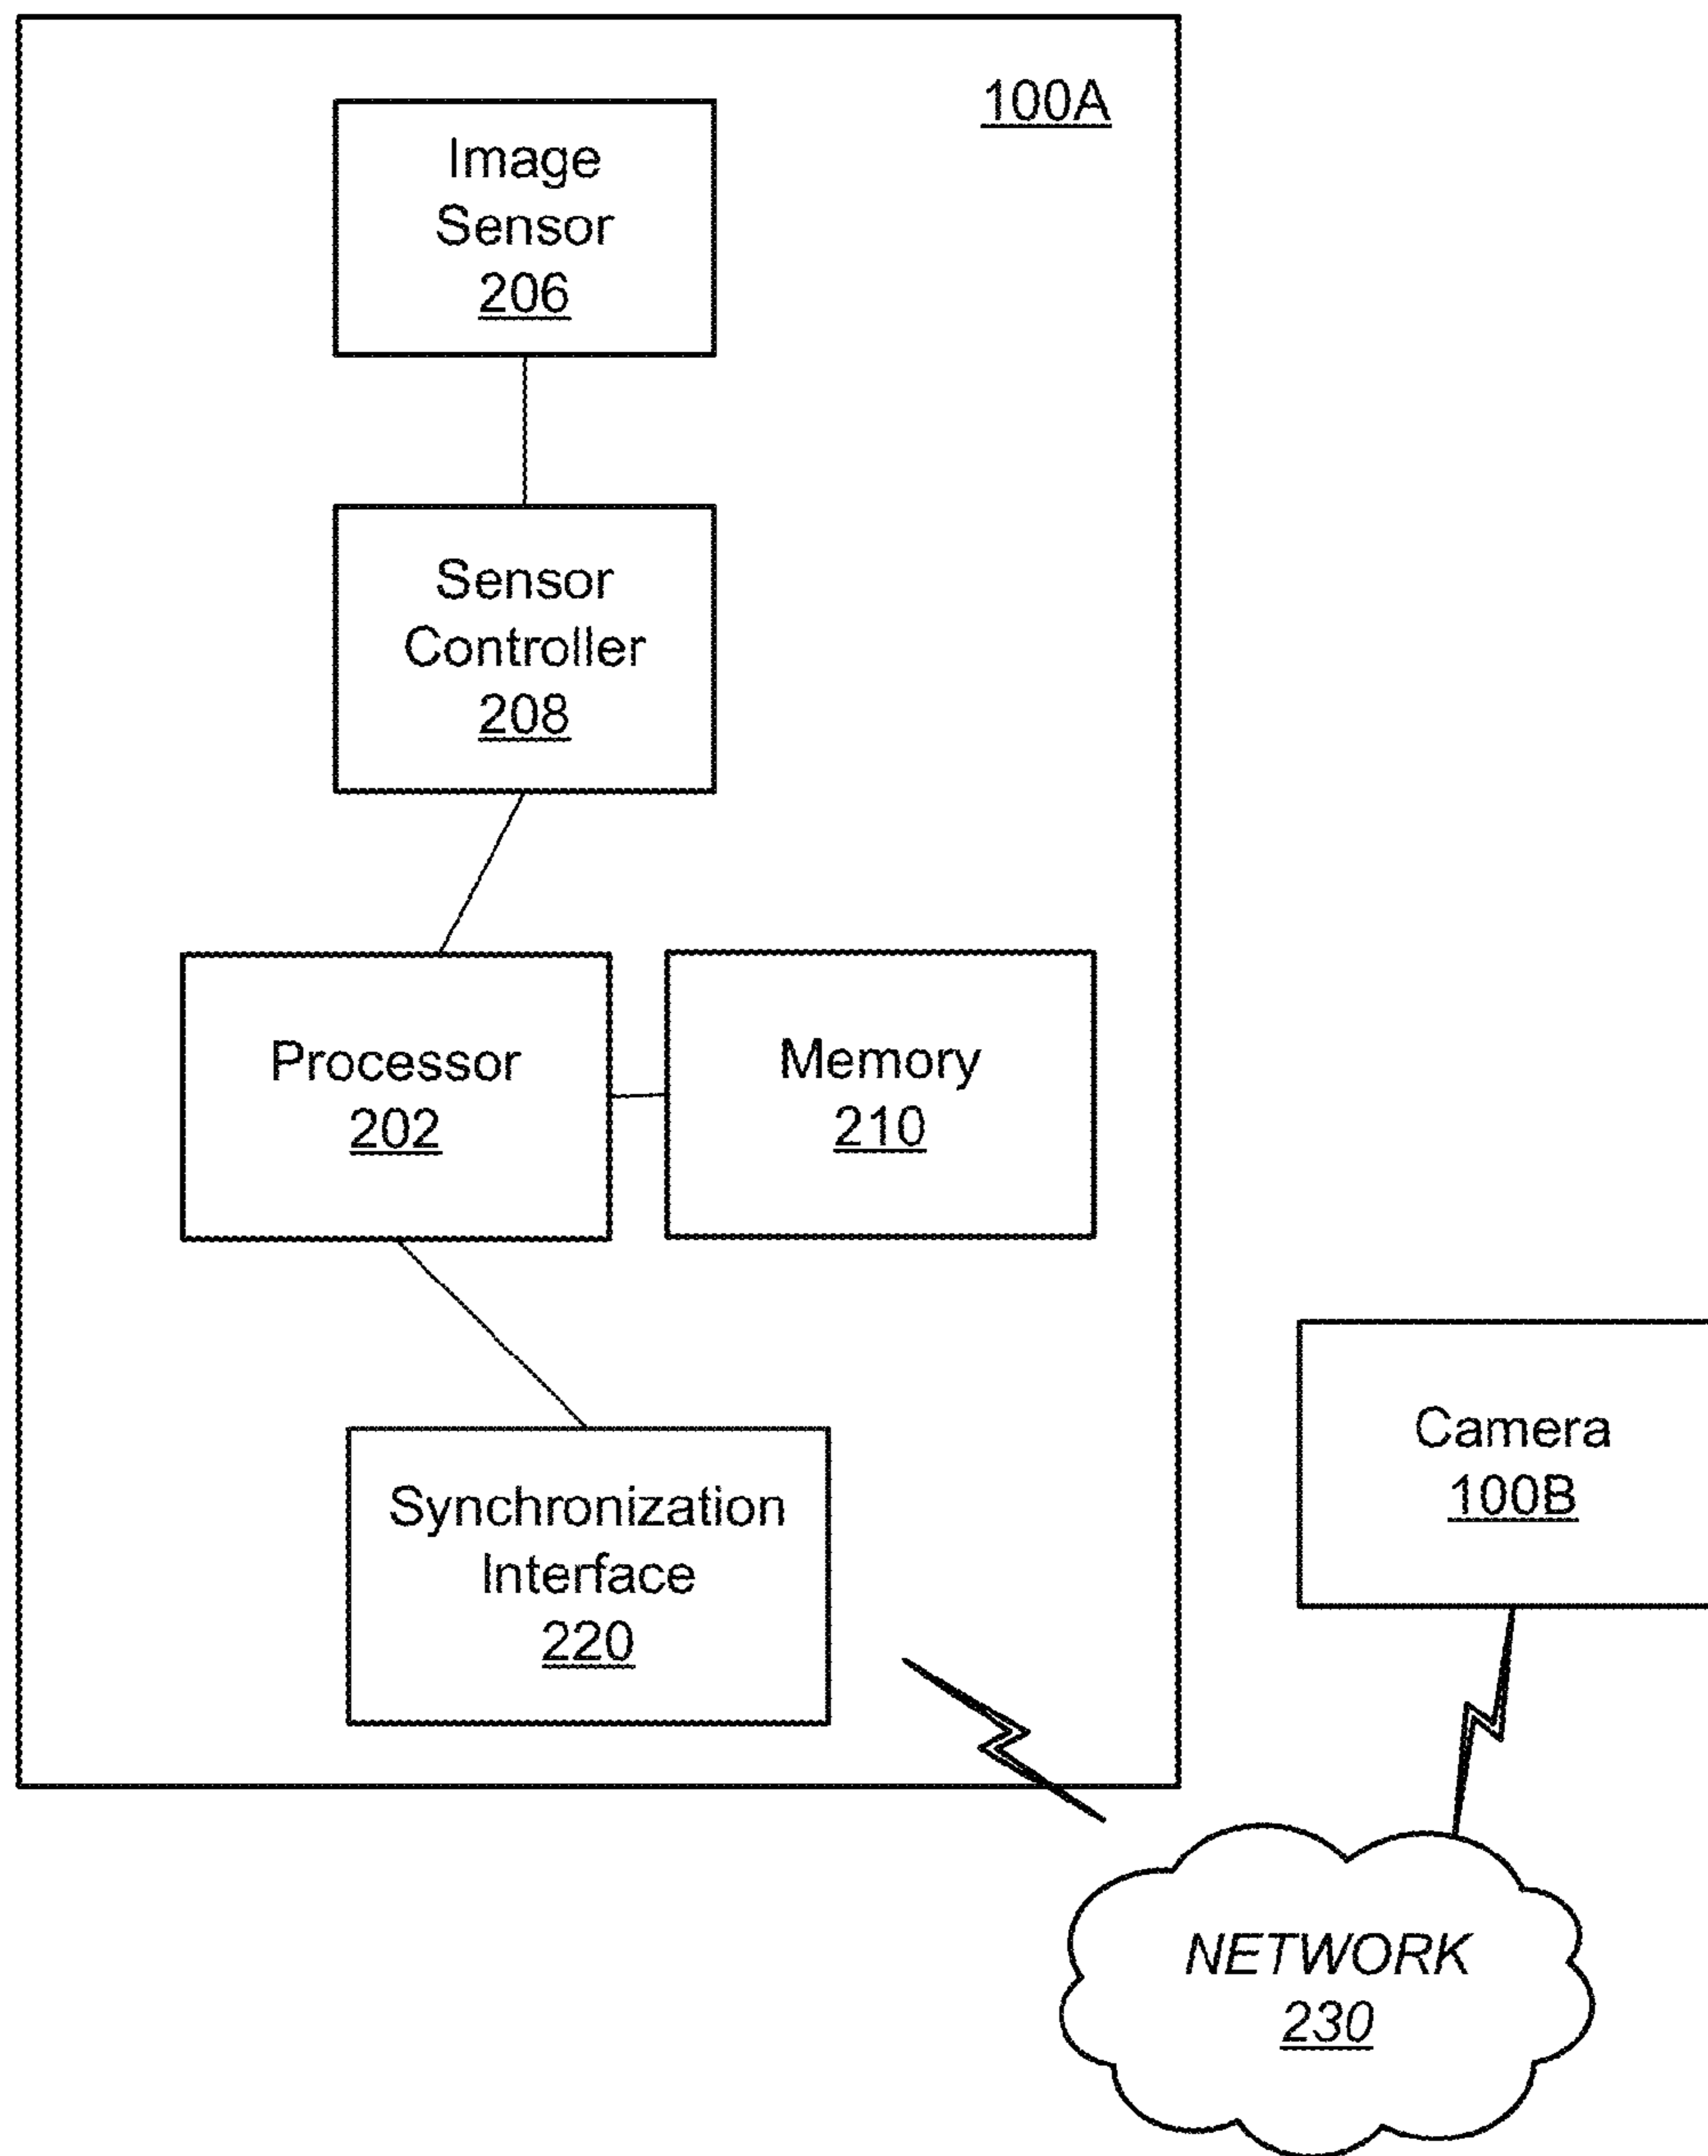 100A
Image
Sensor
206
Sensor
Controller
208
Processor
202
Memory
210
Synchronization
Interface
220
Camera
100B
NETWORK
230